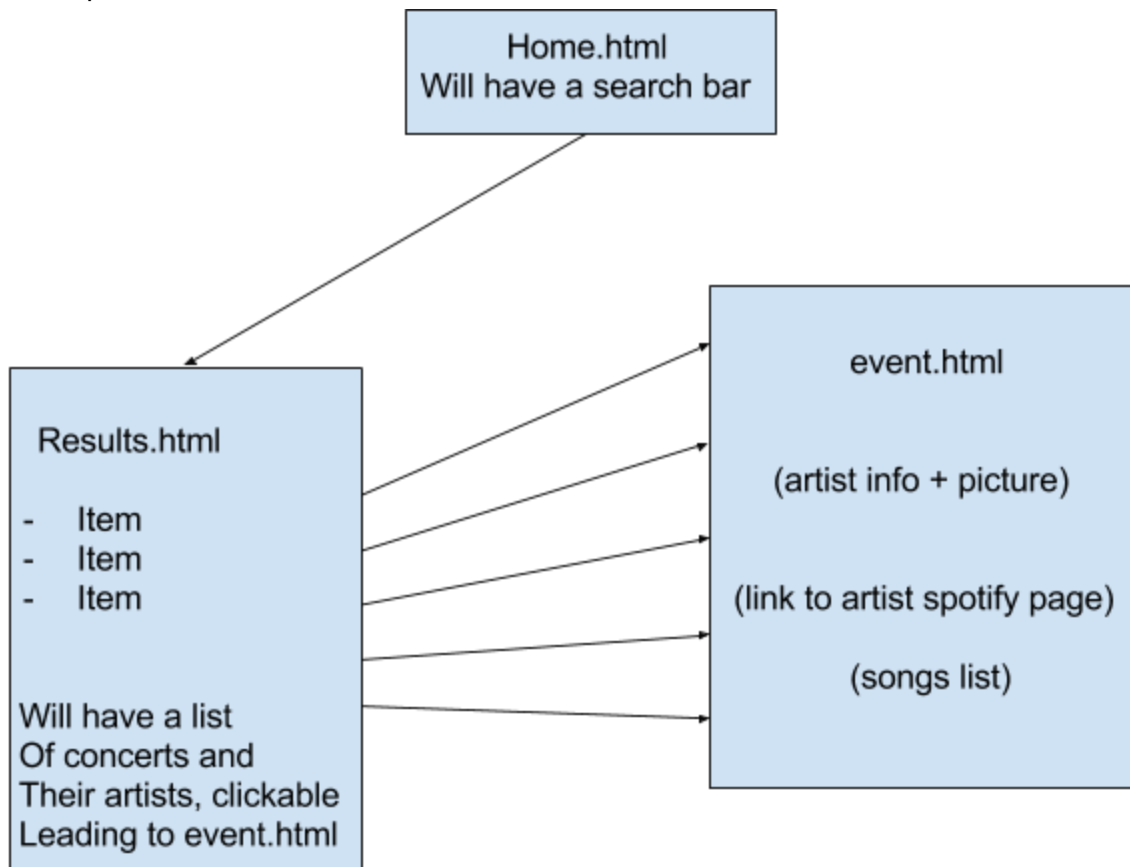 Home.html
Will have a search bar
Results.html
- Item
- Item
- Item
Will have a list
Of concerts and
Their artists, clickable
Leading to event.html
event.html
(artist info + picture)
(link to artist spotify page)
(songs list)